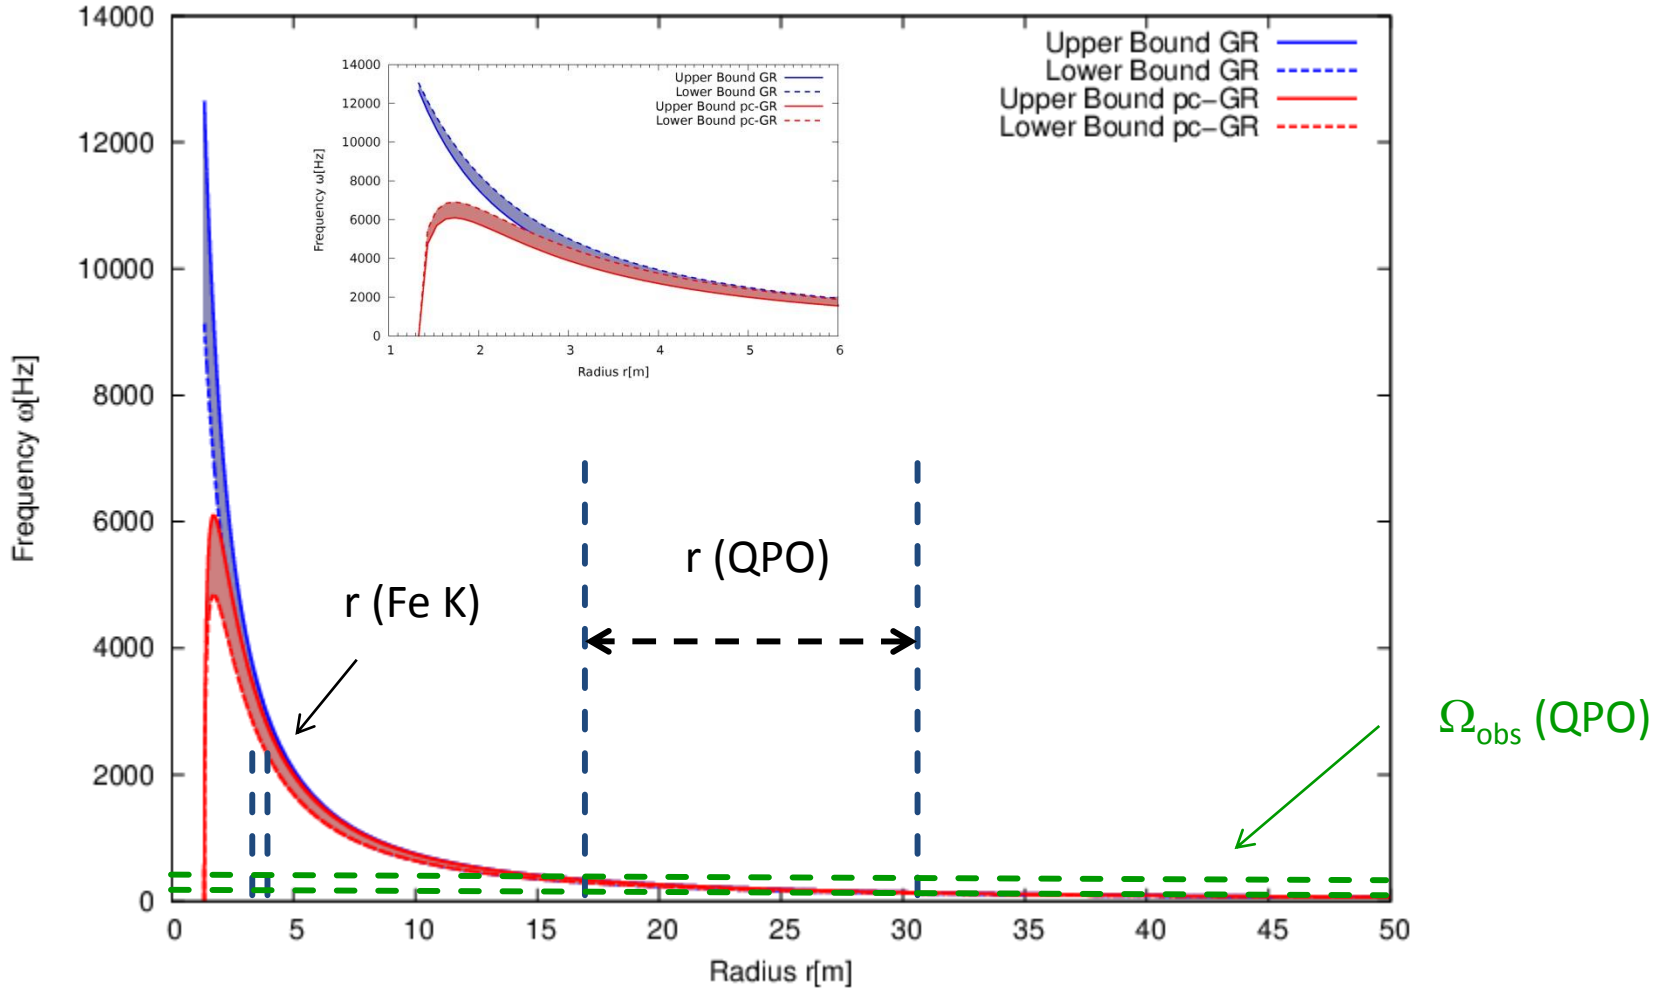 14000
12000
10000
8000
6000
4000
2000
0
Frequency ω[Hz]
0 5 10 15 20 25 30 35 40 45 50
Radius r[m]
Upper Bound GR
Lower Bound GR
Upper Bound pc-GR
Lower Bound pc-GR
14000
12000
10000
8000
6000
4000
2000
0
Frequency ω[Hz]
1 2 3 4 5 6
Radius r[m]
Upper Bound GR
Lower Bound GR
Upper Bound pc-GR
Lower Bound pc-GR
r (Fe K)
r (QPO)
Ωobs (QPO)